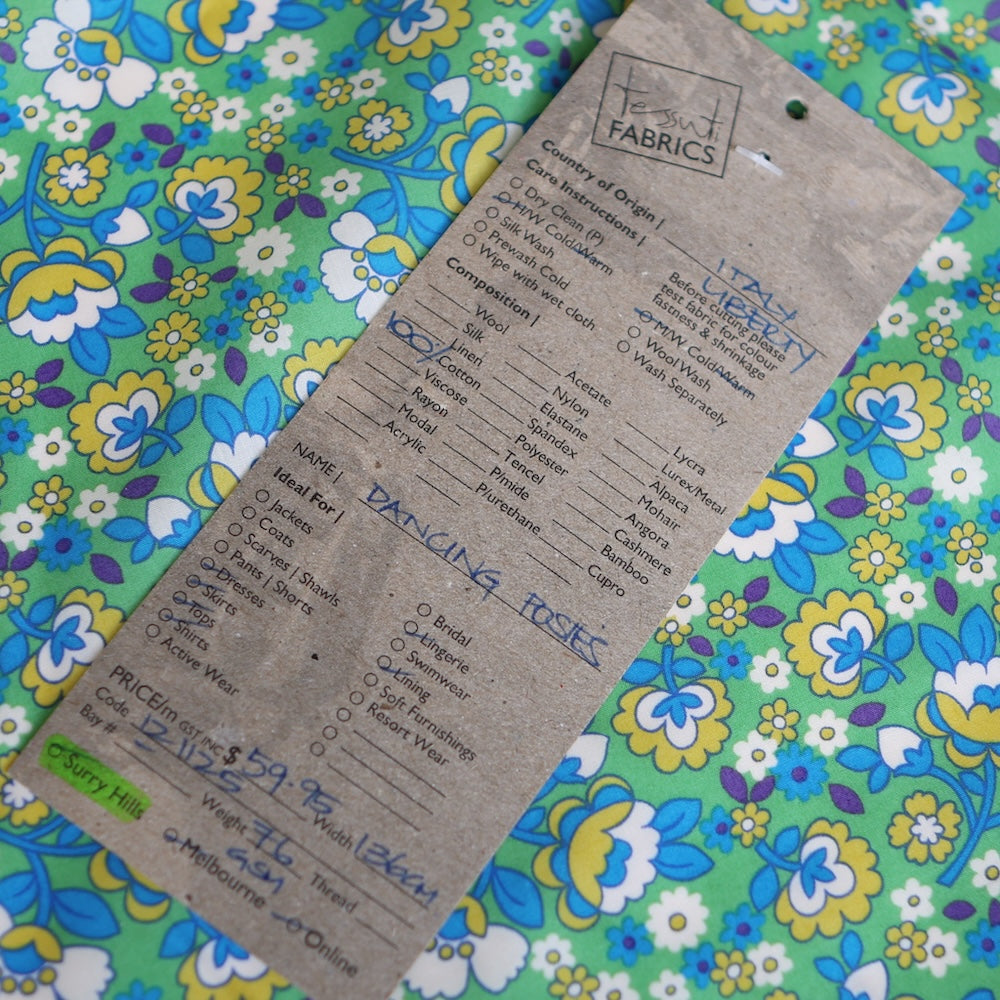 Tessuti
FABRICS
Country of Origin | ITALY
LIBERTY
Care Instructions |
Dry Clean (P)
H/W Cold/Warm
Silk Wash
Prewash Cold
Wipe with wet cloth
Before cutting please
test fabric for colour
fastness & shrinkage
M/W Cold/Warm
Wool Wash
Wash Separately
Composition |
Wool
Silk
Linen
100% Cotton
Viscose
Rayon
Modal
Acrylic
Acetate
Nylon
Elastane
Spandex
Polyester
Tencel
P/mide
P/urethane
Lycra
Lurex/Metal
Alpaca
Mohair
Angora
Cashmere
Bamboo
Cupro
NAME | DANCING POSIES
Ideal For |
Jackets
Coats
Scarves | Shawls
Pants | Shorts
Dresses
Skirts
Tops
Shirts
Active Wear
Bridal
Lingerie
Swimwear
Lining
Soft Furnishings
Resort Wear
PRICE/m GST INC $ 59.95
Code
Bay #
Width 136cm
Weight 76
GSM
Thread
Surry Hills
Melbourne
Online